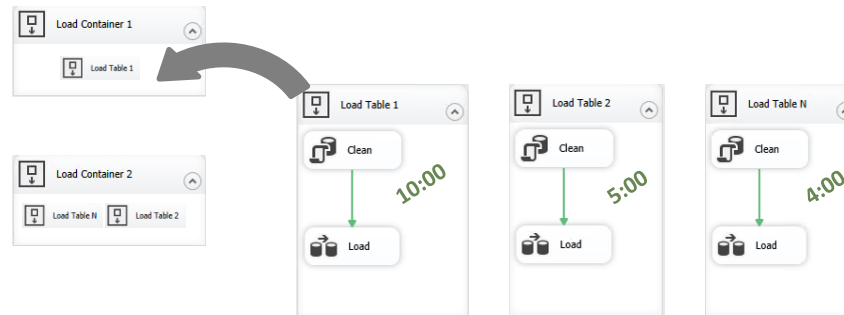 Load Container 1
Load Table 1
Load Container 2
Load Table N Load Table 2
Load Table 1
Clean
10:00
Load
Load Table 2
Clean
5:00
Load
Load Table N
Clean
4:00
Load